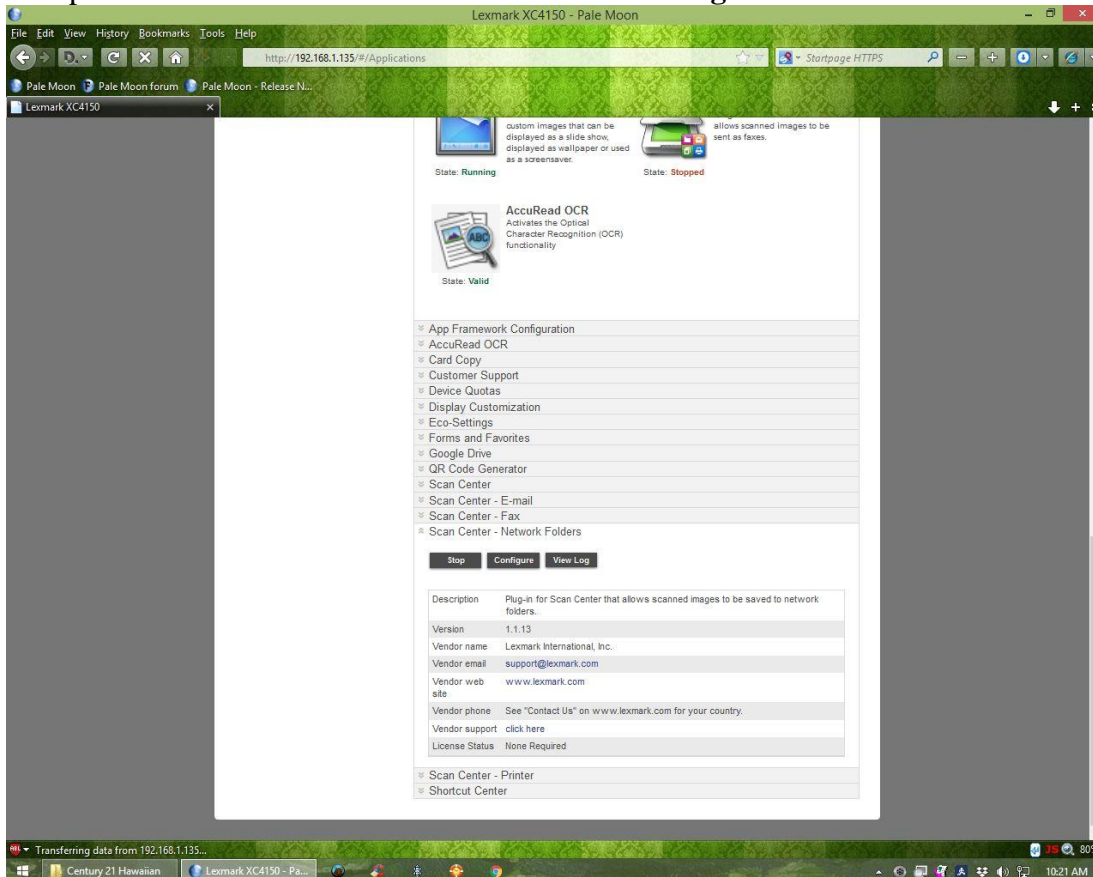 Lexmark XC4150 - Pale Moon
File Edit View History Bookmarks Tools Help
http://192.168.1.135/#/Applications
Startpage HTTPS
Pale Moon Pale Moon forum Pale Moon - Release N...
Lexmark XC4150
custom images that can be
displayed as a slide show,
displayed as wallpaper or used
as a screensaver.
State: Running
allows scanned images to be
sent as faxes.
State: Stopped
AccuRead OCR
Activates the Optical
Character Recognition (OCR)
functionality
ABC
State: Valid
App Framework Configuration
AccuRead OCR
Card Copy
Customer Support
Device Quotas
Display Customization
Eco-Settings
Forms and Favorites
Google Drive
QR Code Generator
Scan Center
Scan Center - E-mail
Scan Center - Fax
Scan Center - Network Folders
Stop Configure View Log
Description Plug-in for Scan Center that allows scanned images to be saved to network
folders.
Version 1.1.13
Vendor name Lexmark International, Inc.
Vendor email support@lexmark.com
Vendor web www.lexmark.com
site
Vendor phone See "Contact Us" on www.lexmark.com for your country.
Vendor support click here
License Status None Required
Scan Center - Printer
Shortcut Center
Transferring data from 192.168.1.135...
JS 80%
Century 21 Hawaiian Lexmark XC4150 - Pa... 10:21 AM